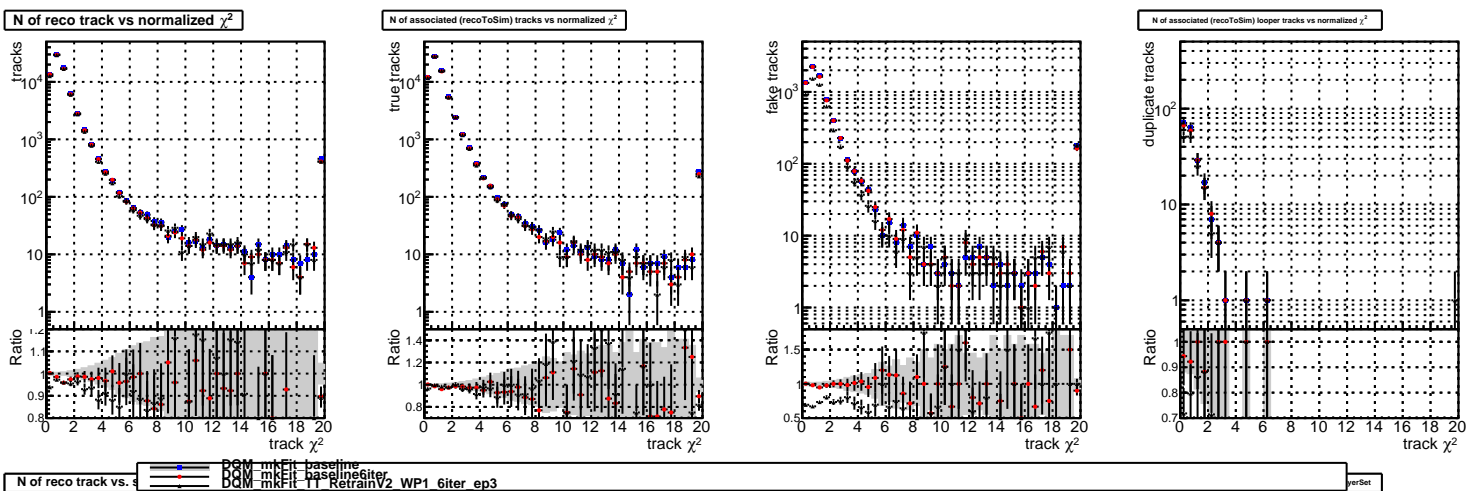 N of reco track vs normalized χ²
N of associated (recoToSim) tracks vs normalized χ²
N of associated (recoToSim) looper tracks vs normalized χ²
tracks
10⁴
10³
10²
10
1
Ratio
1.2
1.1
1
0.9
0.8
0 2 4 6 8 10 12 14 16 18 20
track χ²
true tracks
10⁴
10³
10²
10
1
Ratio
1.4
1.2
1
0.8
0 2 4 6 8 10 12 14 16 18 20
track χ²
fake tracks
10³
10²
10
1
Ratio
1.5
1
0.5
0 2 4 6 8 10 12 14 16 18 20
track χ²
duplicate tracks
10²
10
1
Ratio
1
0.9
0.8
0.7
0 2 4 6 8 10 12 14 16 18 20
track χ²
DQM_mkFit_baseline
DQM_mkFit_baseline6iter
DQM_mkFit_TT_RetrainV2_WP1_6iter_ep3
N of reco track vs. s
yerSet